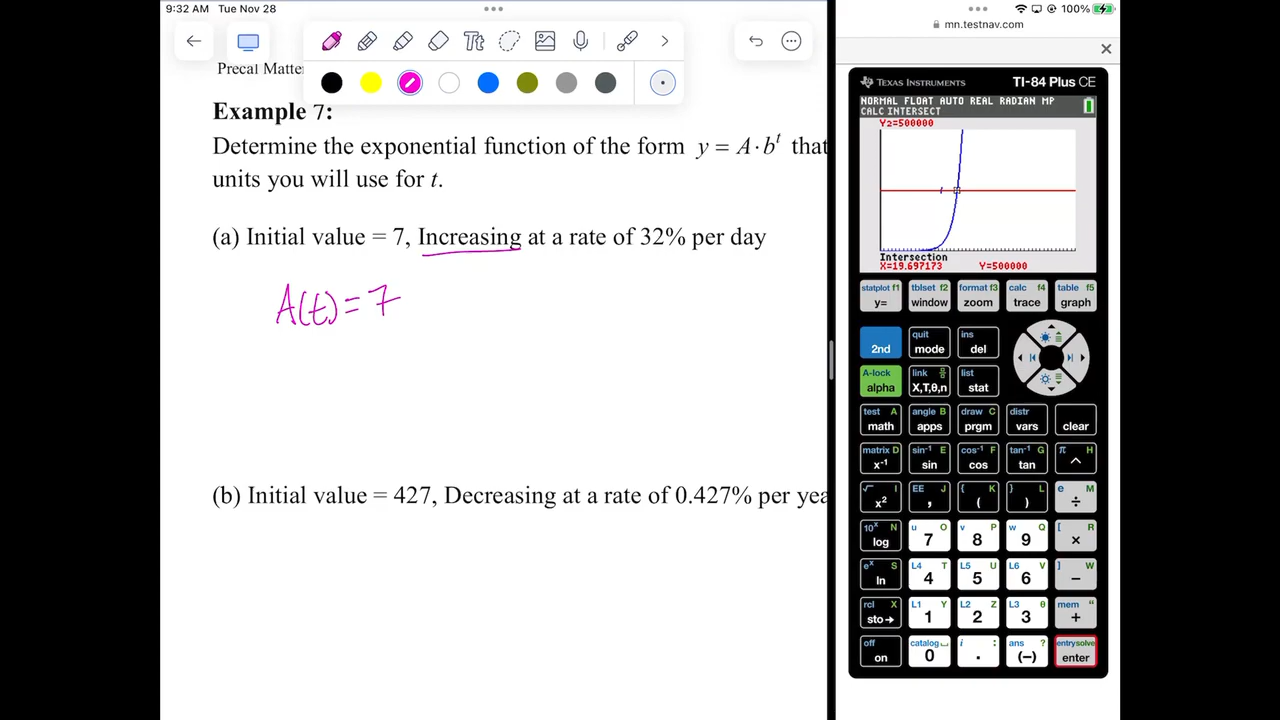 9:32 AM Tue Nov 28
Precal Matte
Example 7:
Determine the exponential function of the form y = A · b^t that
units you will use for t.
(a) Initial value = 7, Increasing at a rate of 32% per day
A(t) = 7
(b) Initial value = 427, Decreasing at a rate of 0.427% per yea
Tt
100%
mn.testnav.com
TEXAS INSTRUMENTS TI-84 Plus CE
NORMAL FLOAT AUTO REAL RADIAN MP
CALC INTERSECT
Y2=500000
Intersection
X=19.697173 Y=500000
statplot f1 tblset f2 format f3 calc f4 table f5
y= window zoom trace graph
quit ins
2nd mode del
A-lock link list
alpha X,T,θ,n stat
test A angle B draw C distr
math apps prgm vars clear
matrix D sin⁻¹ E cos⁻¹ F tan⁻¹ G π H
x⁻¹ sin cos tan ^
√ I EE J { K } L e M
x² , ( ) ÷
10ˣ N u O v P w Q [ R
log 7 8 9 ×
eˣ S L4 T L5 U L6 V ] W
ln 4 5 6 −
rcl X L1 Y L2 Z L3 θ mem "
sto→ 1 2 3 +
off catalog i : ans ? entry solve
on 0 . (−) enter